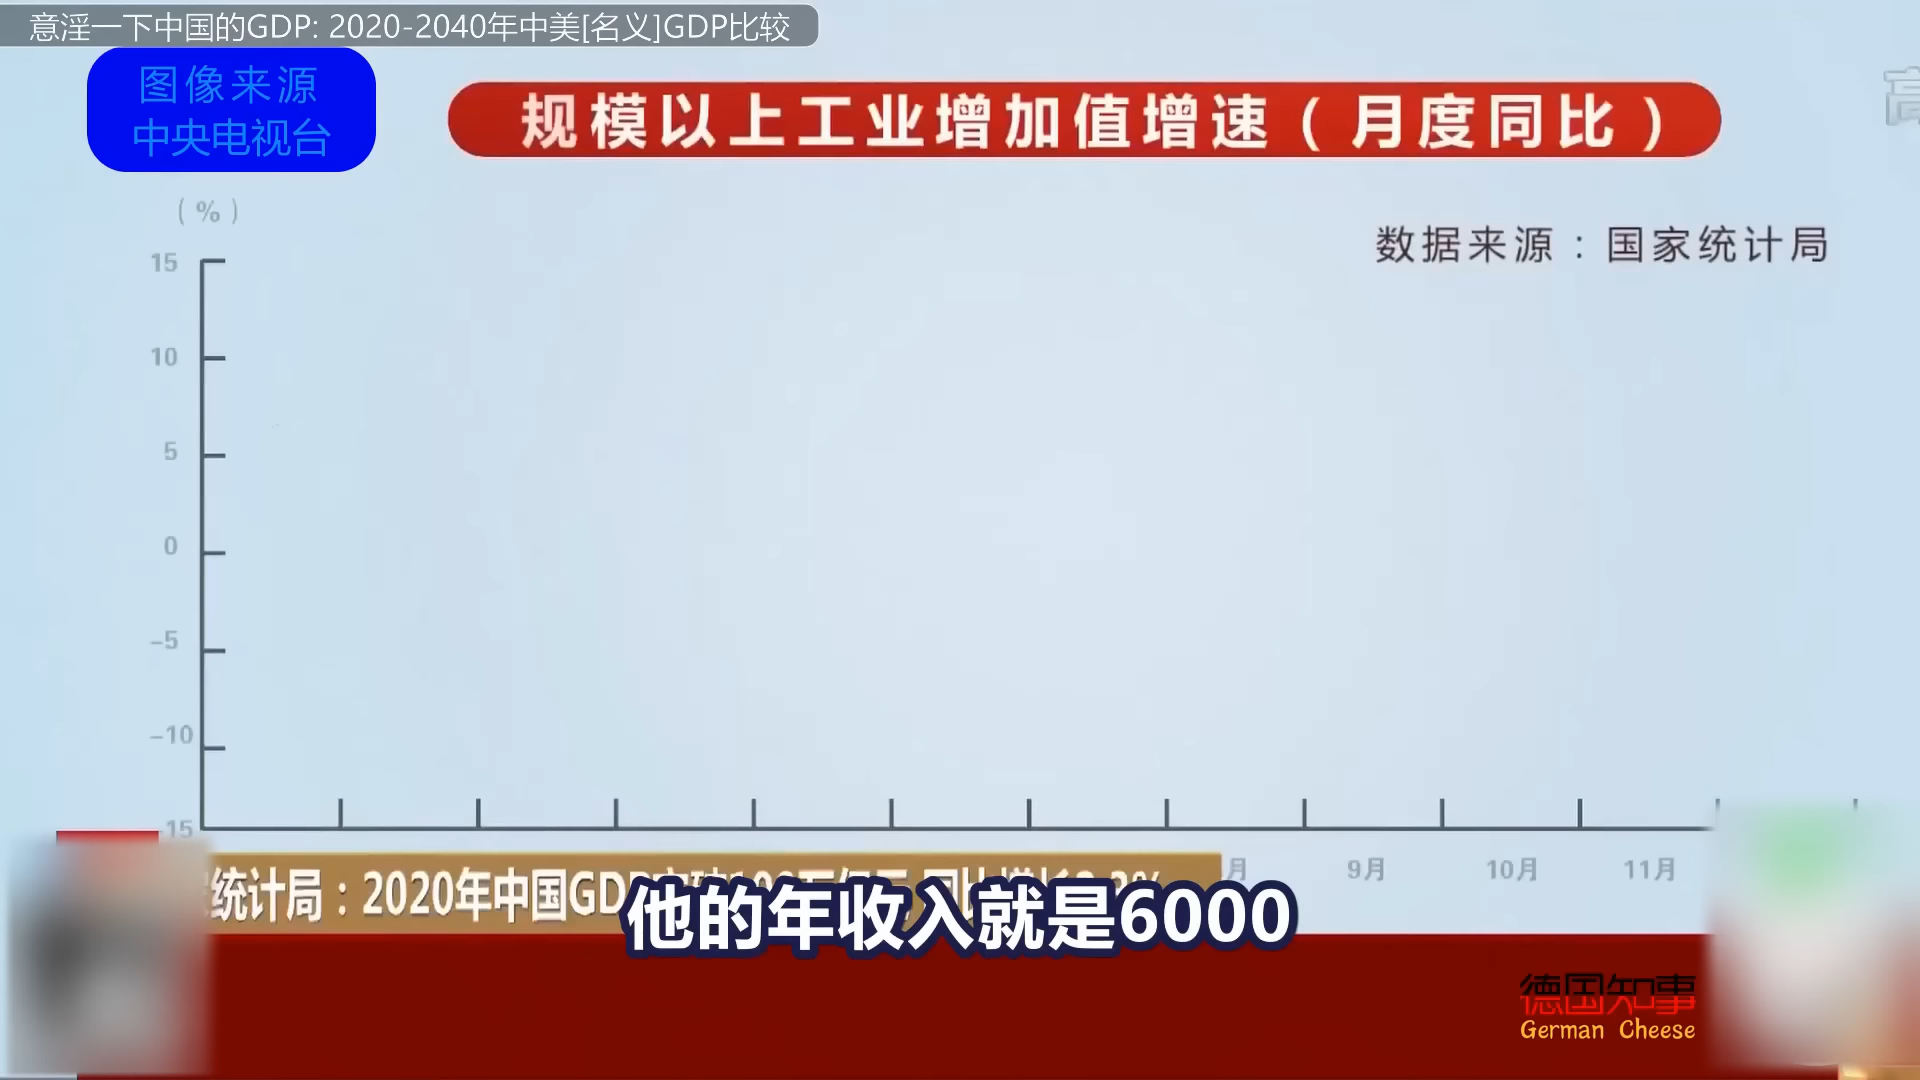 意淫一下中国的GDP: 2020-2040年中美[名义]GDP比较
图像来源
中央电视台
规模以上工业增加值增速（月度同比）
高
(%)
数据来源：国家统计局
15
10
5
0
-5
-10
-15
月
9月
10月
11月
统计局：2020年中国GD
他的年收入就是6000
德国知事
German Cheese